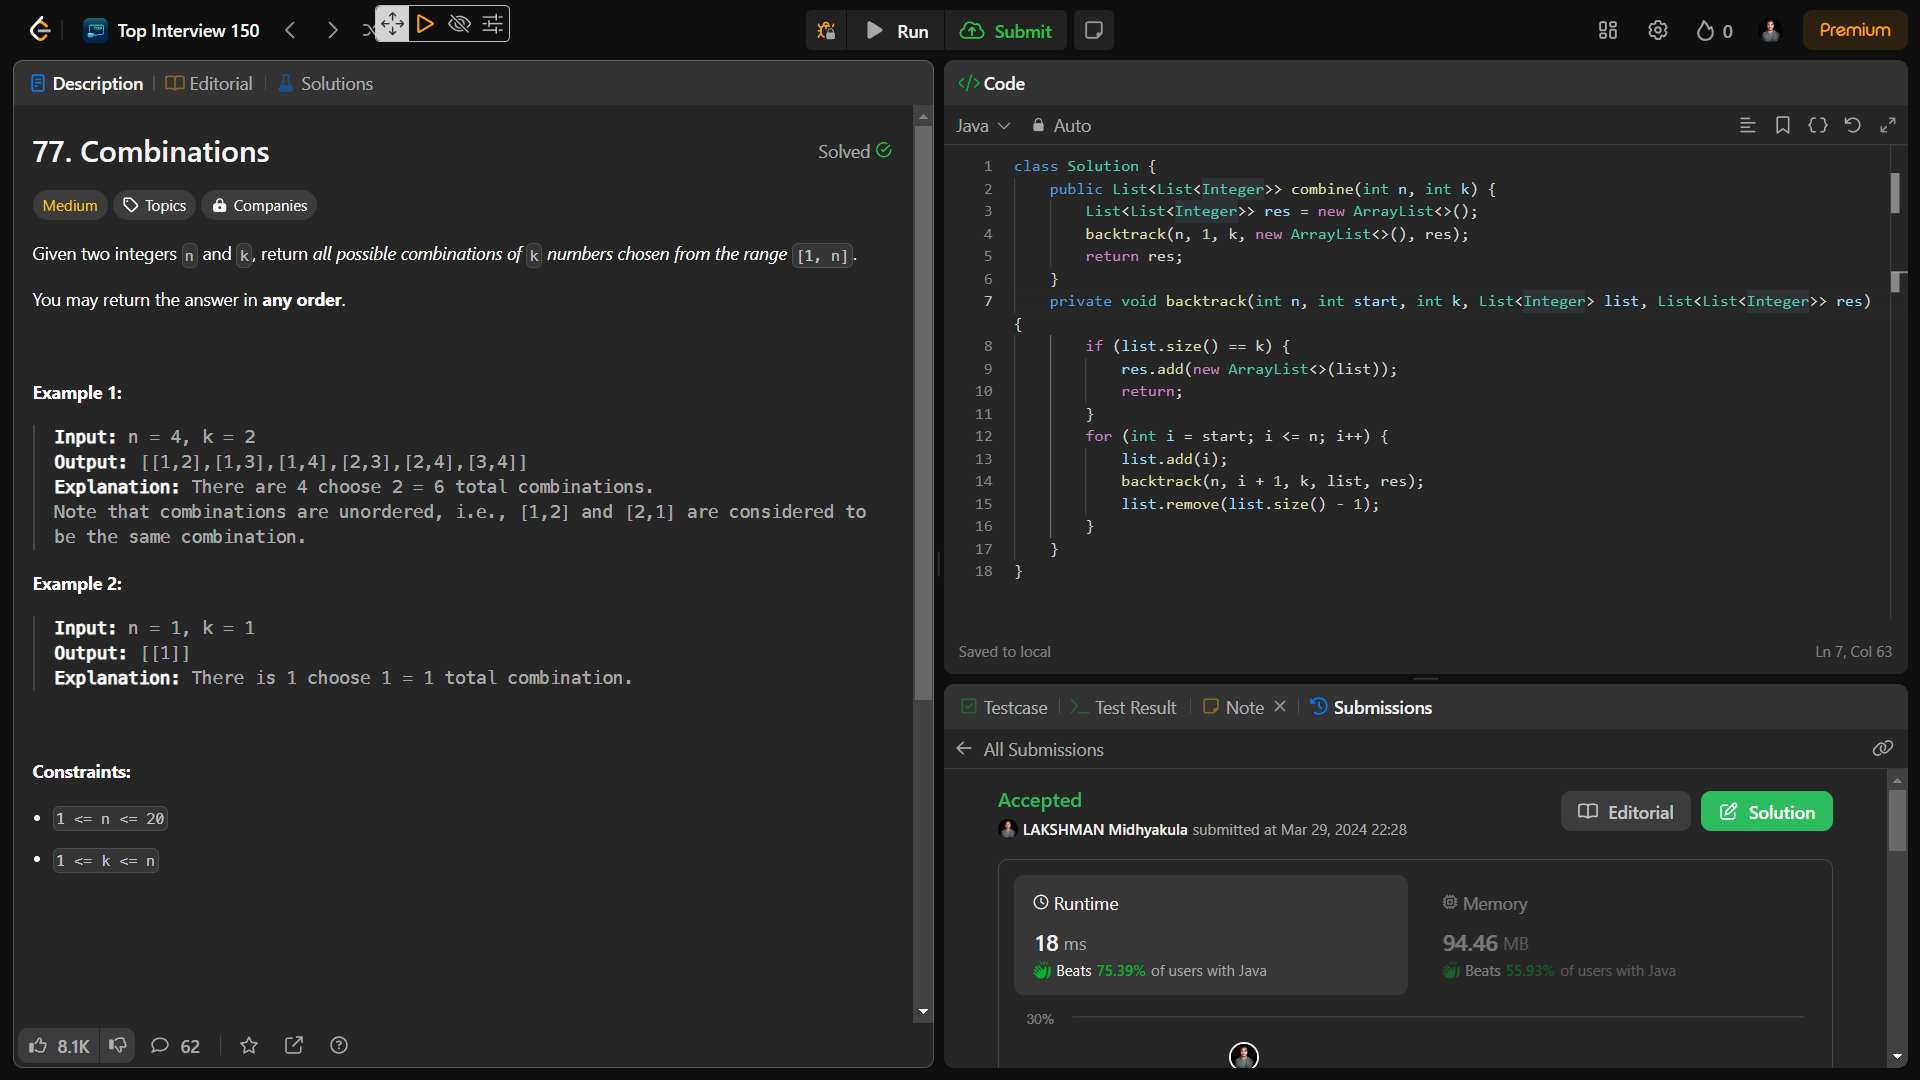 Top Interview 150
Run
Submit
0
Premium
Description
Editorial
Solutions
77. Combinations
Solved
Medium
Topics
Companies
Given two integers n and k, return all possible combinations of k numbers chosen from the range [1, n].
You may return the answer in any order.
Example 1:
Input: n = 4, k = 2
Output: [[1,2],[1,3],[1,4],[2,3],[2,4],[3,4]]
Explanation: There are 4 choose 2 = 6 total combinations.
Note that combinations are unordered, i.e., [1,2] and [2,1] are considered to
be the same combination.
Example 2:
Input: n = 1, k = 1
Output: [[1]]
Explanation: There is 1 choose 1 = 1 total combination.
Constraints:
• 1 <= n <= 20
• 1 <= k <= n
8.1K
62
</> Code
Java
Auto
1 class Solution {
2 public List<List<Integer>> combine(int n, int k) {
3 List<List<Integer>> res = new ArrayList<>();
4 backtrack(n, 1, k, new ArrayList<>(), res);
5 return res;
6 }
7 private void backtrack(int n, int start, int k, List<Integer> list, List<List<Integer>> res)
{
8 if (list.size() == k) {
9 res.add(new ArrayList<>(list));
10 return;
11 }
12 for (int i = start; i <= n; i++) {
13 list.add(i);
14 backtrack(n, i + 1, k, list, res);
15 list.remove(list.size() - 1);
16 }
17 }
18 }
Saved to local
Ln 7, Col 63
Testcase
Test Result
Note
Submissions
All Submissions
Accepted
LAKSHMAN Midhyakula submitted at Mar 29, 2024 22:28
Editorial
Solution
Runtime
18 ms
Beats 75.39% of users with Java
Memory
94.46 MB
Beats 55.93% of users with Java
30%